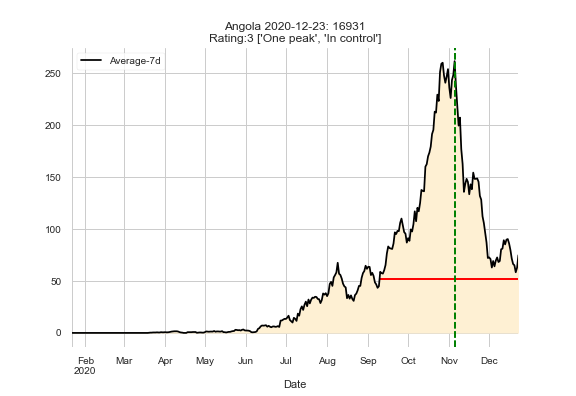 Angola 2020-12-23: 16931
Rating:3 ['One peak', 'In control']
Average-7d
250
200
150
100
50
0
Feb Mar Apr May Jun Jul Aug Sep Oct Nov Dec
2020
Date